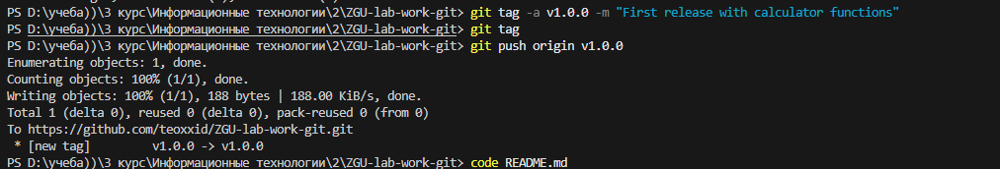 PS D:\учеба))\3 курс\Информационные технологии\2\ZGU-lab-work-git> git tag -a v1.0.0 -m "First release with calculator functions"
PS D:\учеба))\3 курс\Информационные технологии\2\ZGU-lab-work-git> git tag
PS D:\учеба))\3 курс\Информационные технологии\2\ZGU-lab-work-git> git push origin v1.0.0
Enumerating objects: 1, done.
Counting objects: 100% (1/1), done.
Writing objects: 100% (1/1), 188 bytes | 188.00 KiB/s, done.
Total 1 (delta 0), reused 0 (delta 0), pack-reused 0 (from 0)
To https://github.com/teoxxid/ZGU-lab-work-git.git
 * [new tag]         v1.0.0 -> v1.0.0
PS D:\учеба))\3 курс\Информационные технологии\2\ZGU-lab-work-git> code README.md